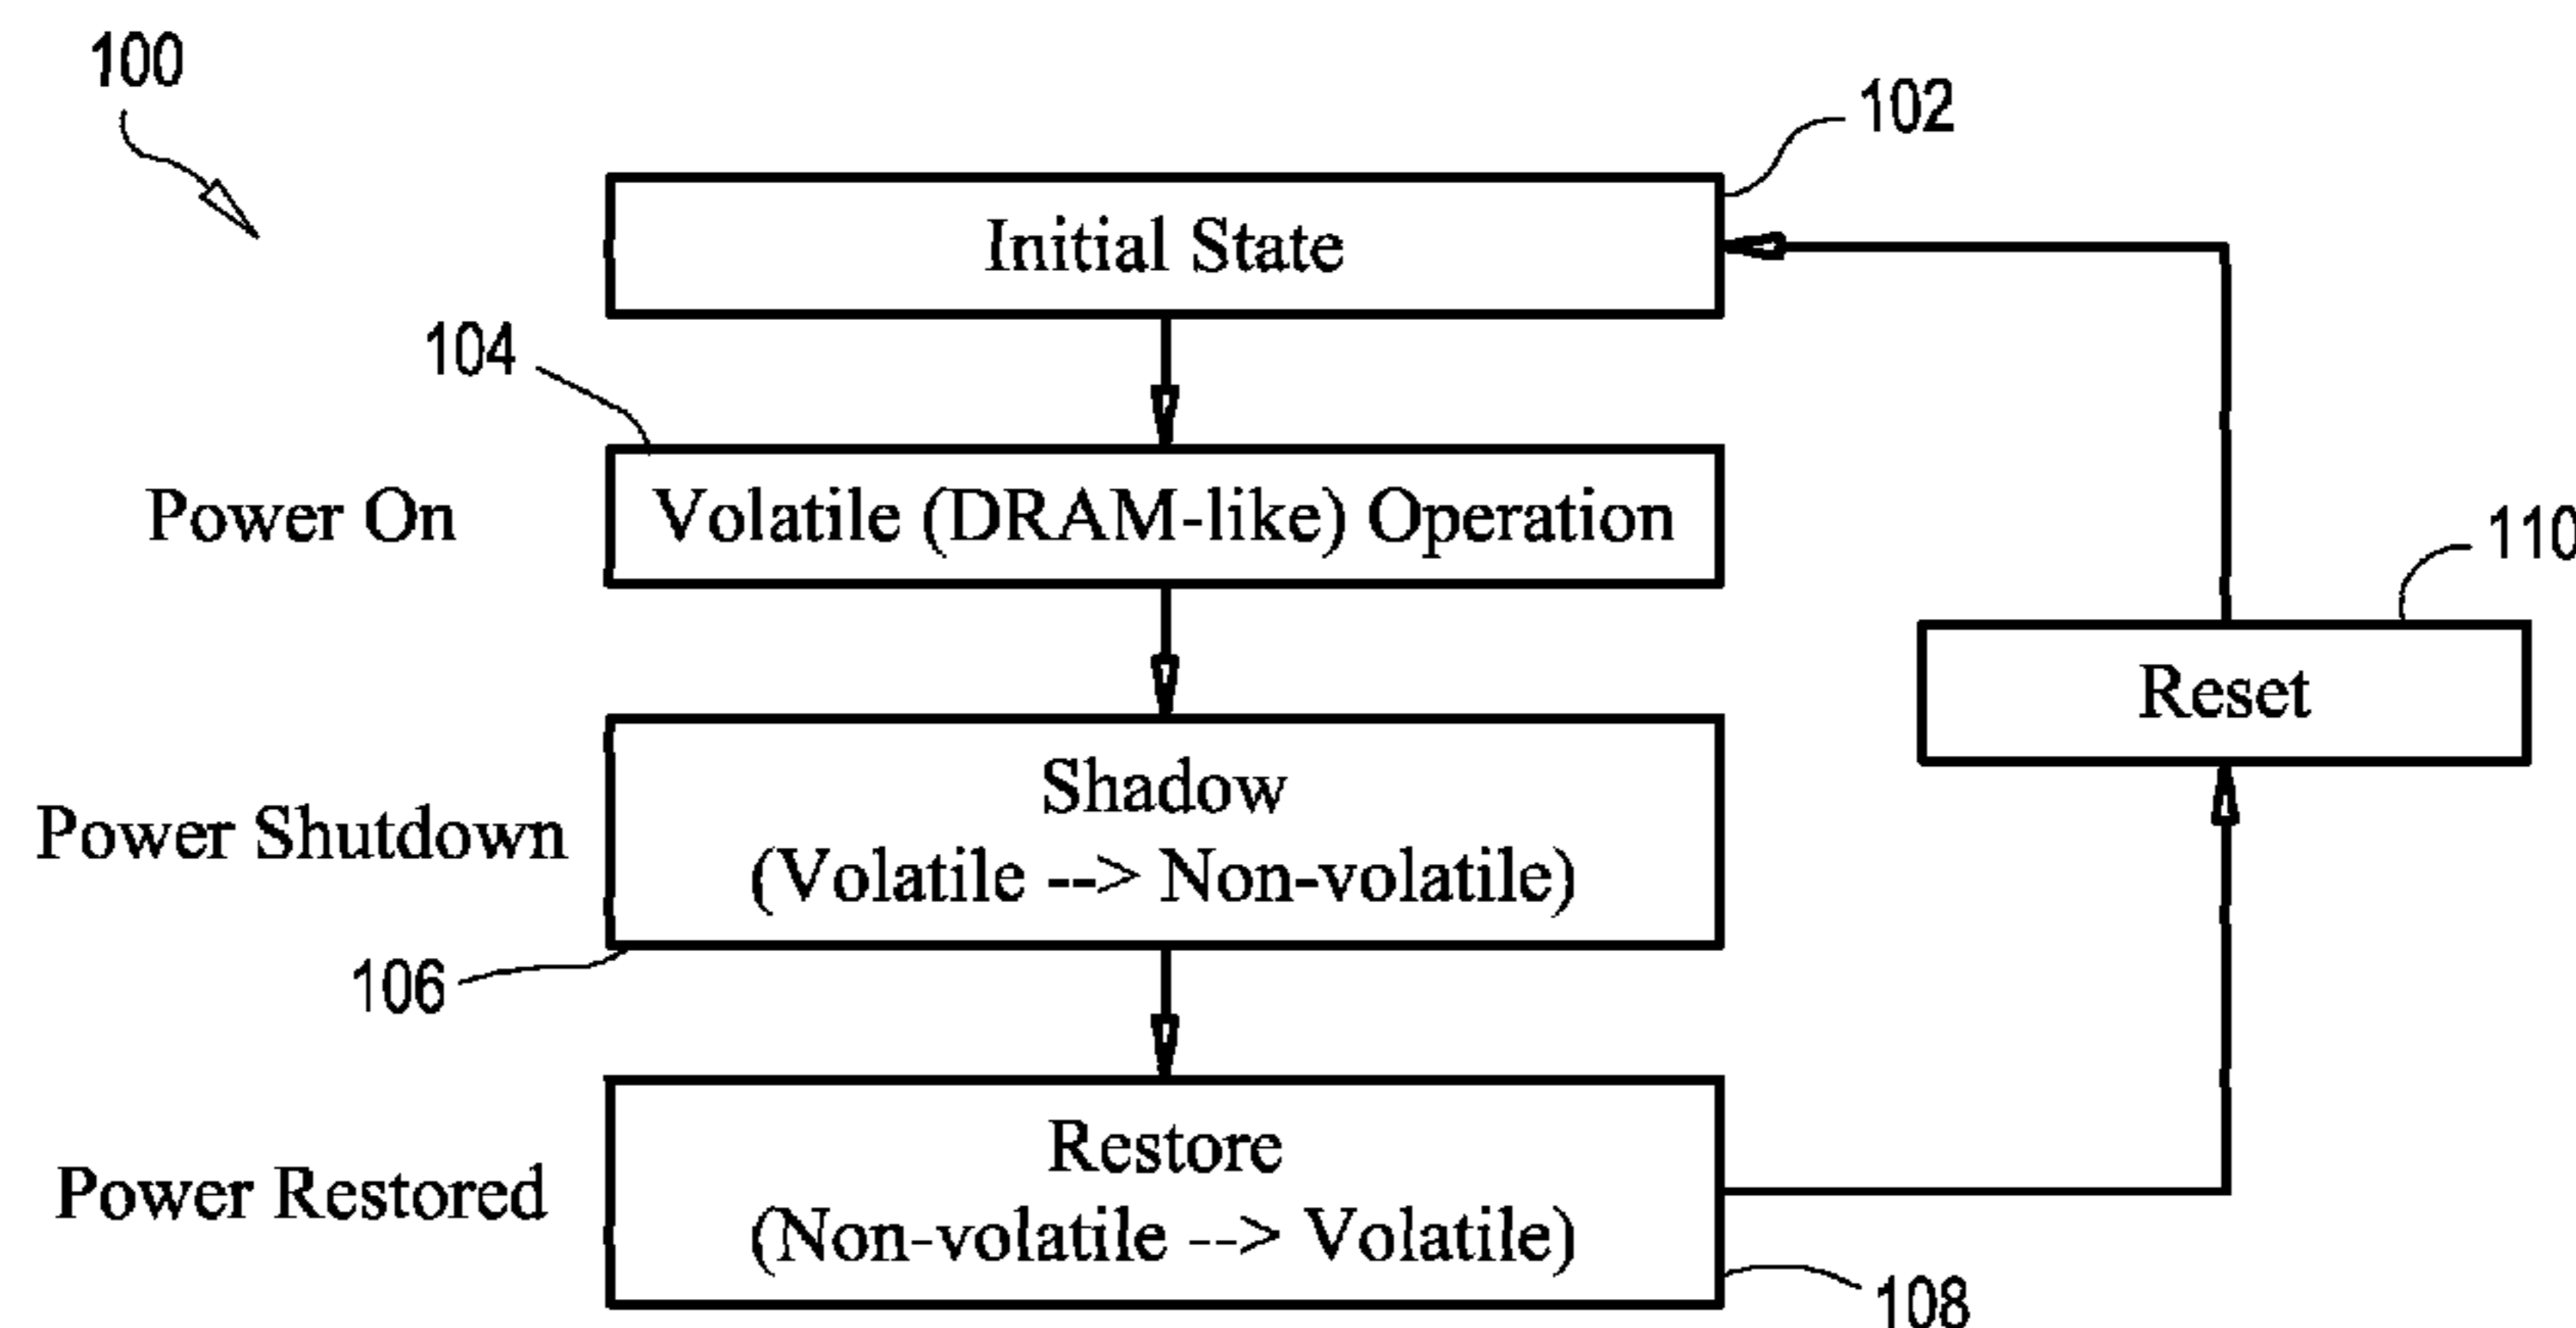 100
102
Initial State
104
Power On
Volatile (DRAM-like) Operation
110
Reset
Power Shutdown
Shadow
(Volatile --> Non-volatile)
106
Power Restored
Restore
(Non-volatile --> Volatile)
108